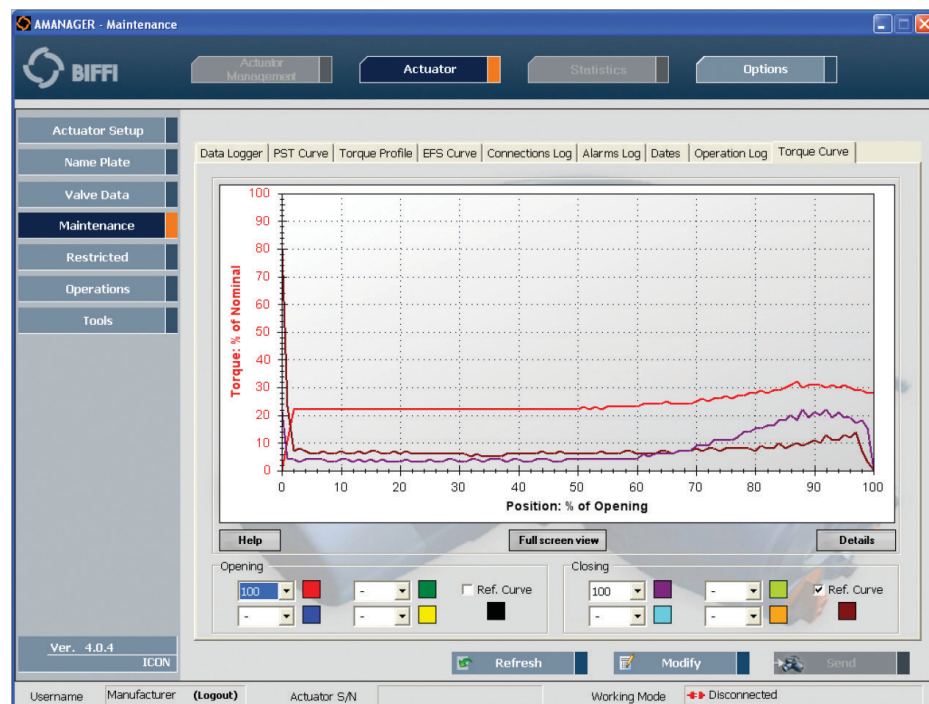 AMANAGER - Maintenance
BIFFI
Actuator
Management
Actuator
Statistics
Options
Actuator Setup
Name Plate
Valve Data
Maintenance
Restricted
Operations
Tools
Data Logger PST Curve Torque Profile EFS Curve Connections Log Alarms Log Dates Operation Log Torque Curve
Torque: % of Nominal
100
90
80
70
60
50
40
30
20
10
0
0 10 20 30 40 50 60 70 80 90 100
Position: % of Opening
Help Full screen view Details
Opening
100 - Ref. Curve
- -
Closing
100 - Ref. Curve
- -
Ver. 4.0.4
ICON
Refresh Modify Send
Username Manufacturer (Logout) Actuator S/N Working Mode Disconnected